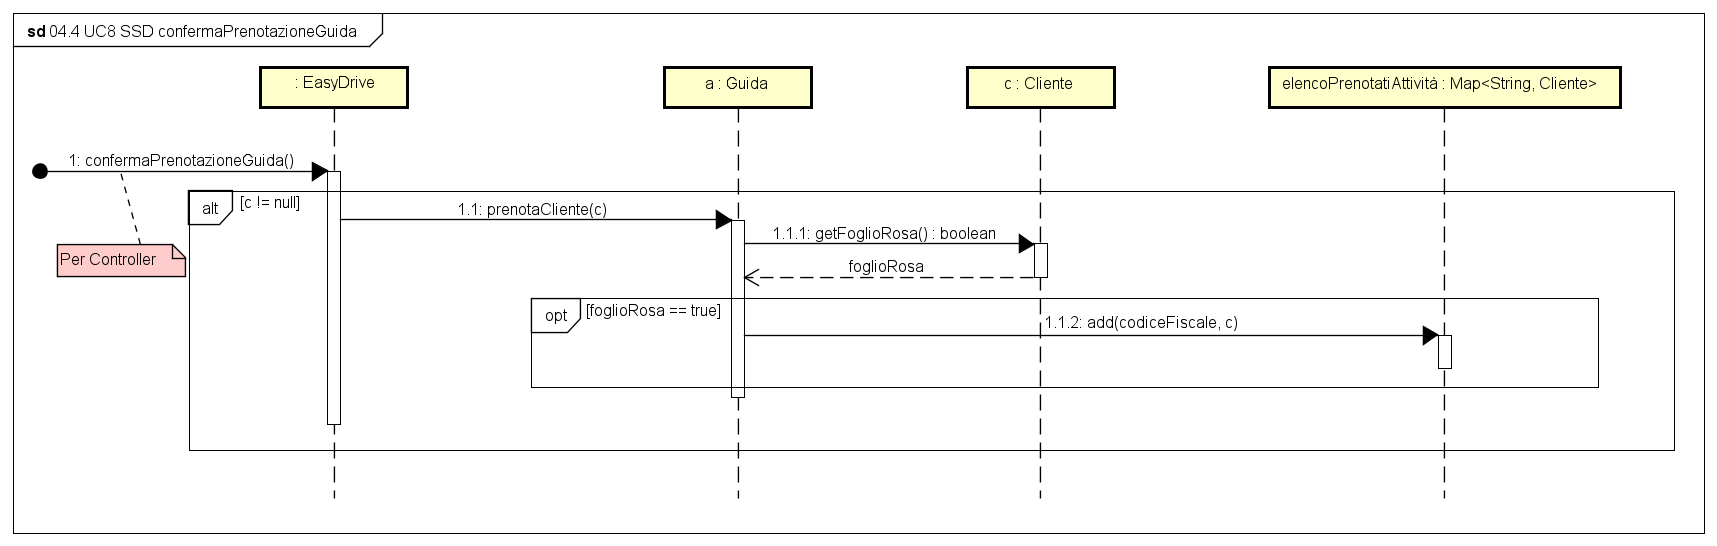 sd 04.4 UC8 SSD confermaPrenotazioneGuida
: EasyDrive
a : Guida
c : Cliente
elencoPrenotatiAttività : Map<String, Cliente>
1: confermaPrenotazioneGuida()
alt
[c != null]
1.1: prenotaCliente(c)
1.1.1: getFoglioRosa() : boolean
Per Controller
foglioRosa
opt
[foglioRosa == true]
1.1.2: add(codiceFiscale, c)